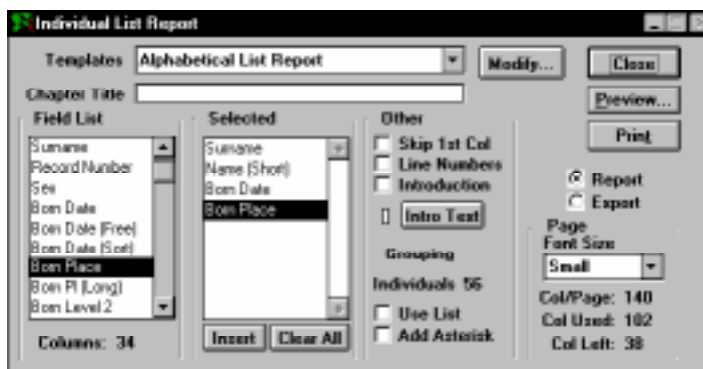 Individual List Report
Templates Alphabetical List Report Modify... Close
Chapter Title Preview...
Print
Field List
Surname
Record Number
Sex
Born Date
Born Date (Free)
Born Date (Sort)
Born Place
Born Pl (Long)
Born Level 2
Columns: 34
Selected
Surname
Name (Short)
Born Date
Born Place
Insert Clear All
Other
Skip 1st Col
Line Numbers
Introduction
Intro Text
Grouping
Individuals 56
Use List
Add Asterisk
Report
Export
Page
Font Size
Small
Col/Page: 140
Col Used: 102
Col Left: 38